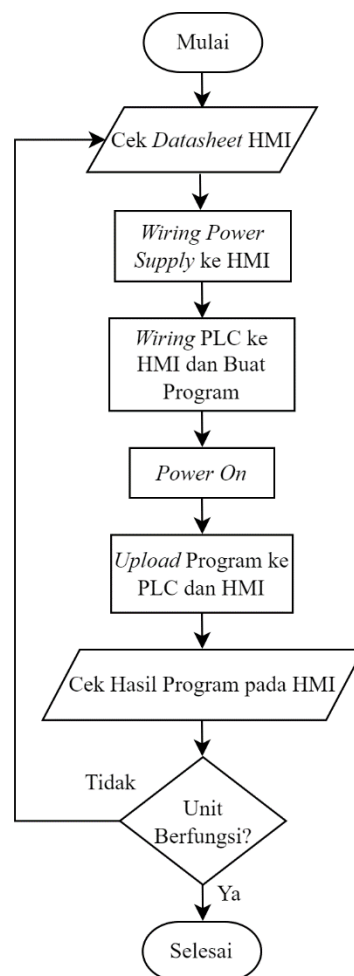 Mulai
Cek Datasheet HMI
Wiring Power
Supply ke HMI
Wiring PLC ke
HMI dan Buat
Program
Power On
Upload Program ke
PLC dan HMI
Cek Hasil Program pada HMI
Tidak
Unit
Berfungsi?
Ya
Selesai